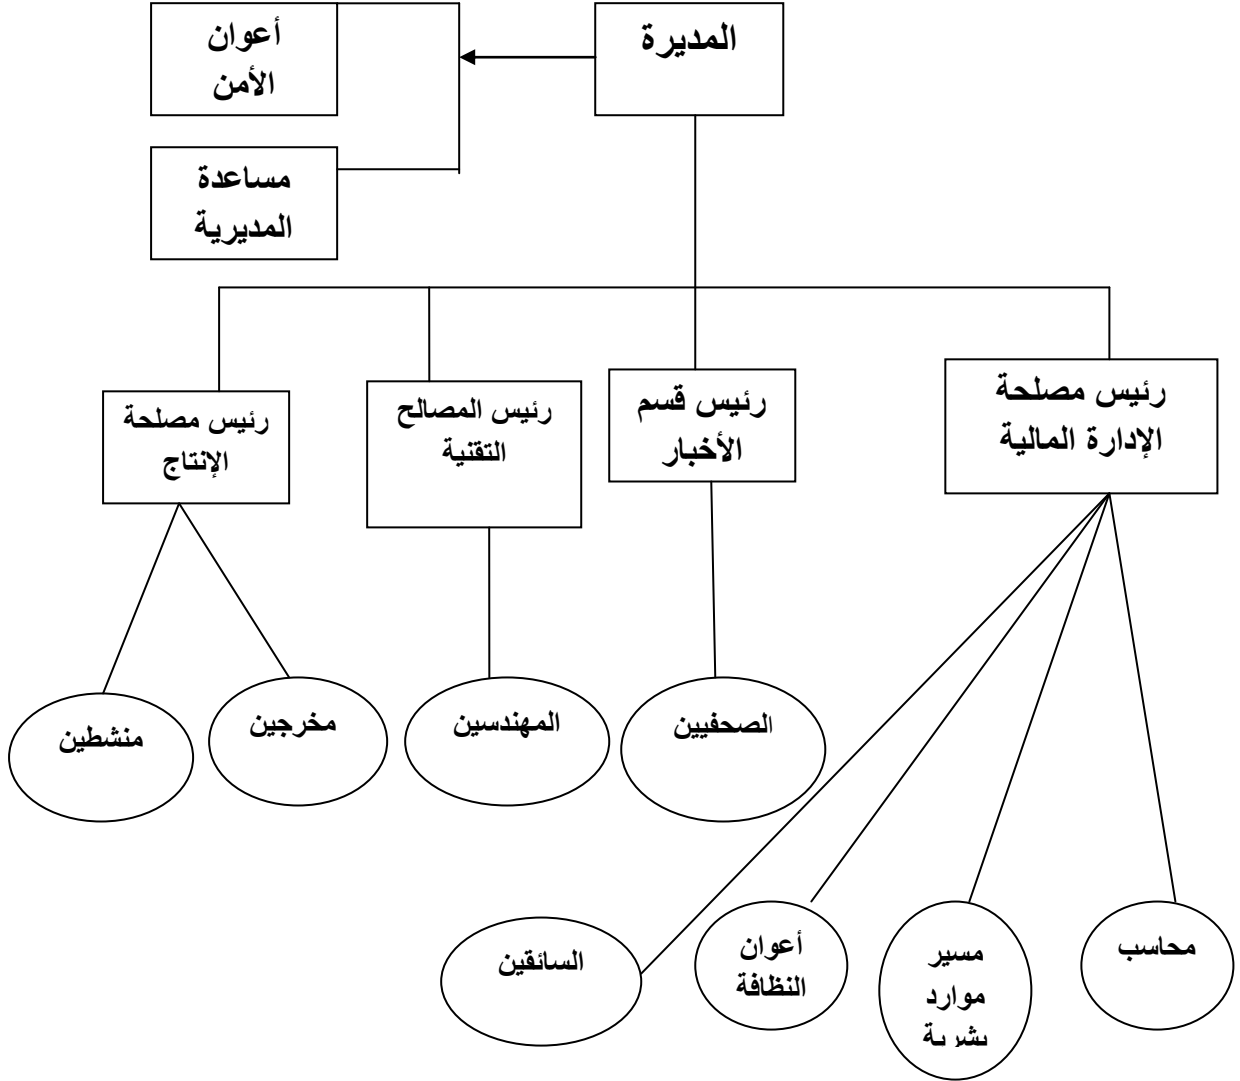 المديرة
أعوان
الأمن
مساعدة
المديرية
رئيس مصلحة
الإدارة المالية
رئيس قسم
الأخبار
رئيس المصالح
التقنية
رئيس مصلحة
الإنتاج
الصحفيين
المهندسين
مخرجين
منشطين
محاسب
مسير
موارد
بشرية
أعوان
النظافة
السائقين